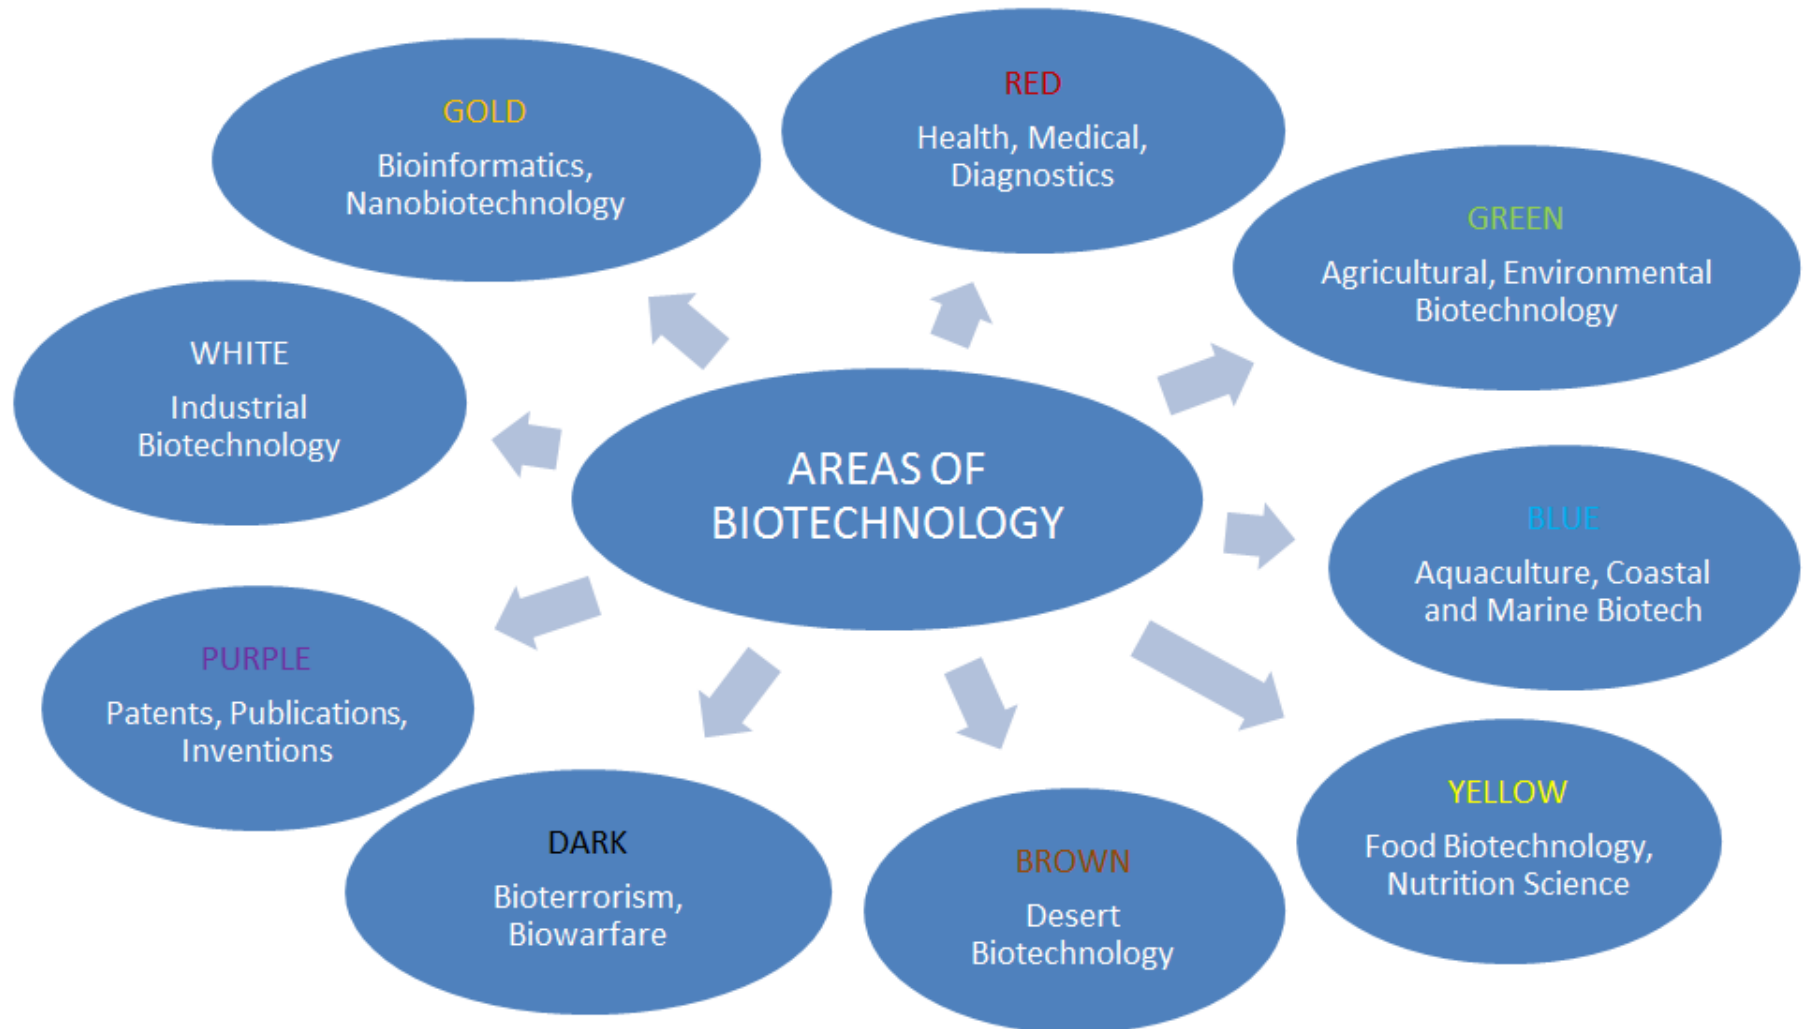 AREAS OF
BIOTECHNOLOGY
RED
Health, Medical,
Diagnostics
GREEN
Agricultural, Environmental
Biotechnology
BLUE
Aquaculture, Coastal
and Marine Biotech
YELLOW
Food Biotechnology,
Nutrition Science
BROWN
Desert
Biotechnology
DARK
Bioterrorism,
Biowarfare
PURPLE
Patents, Publications,
Inventions
WHITE
Industrial
Biotechnology
GOLD
Bioinformatics,
Nanobiotechnology